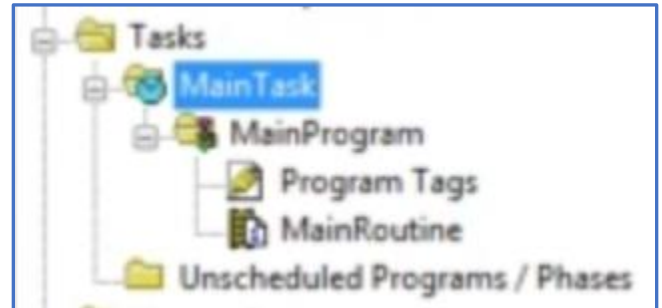 Tasks
MainTask
MainProgram
Program Tags
MainRoutine
Unscheduled Programs / Phases